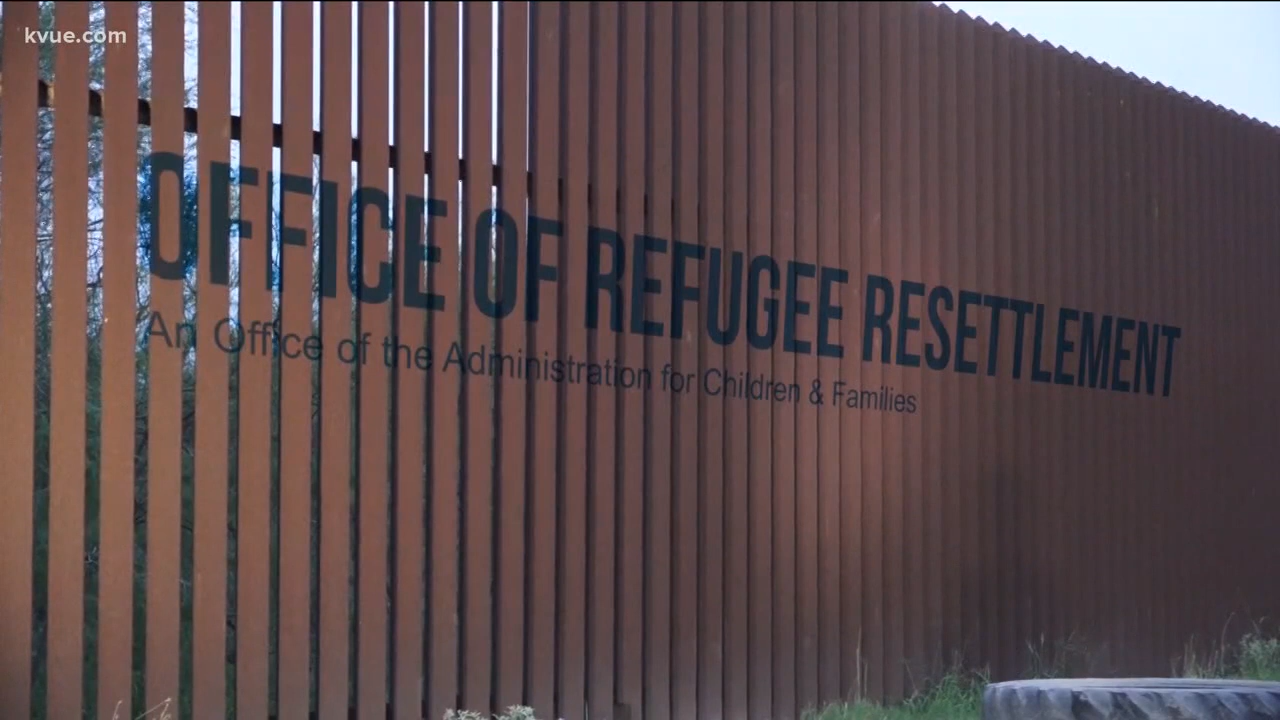 kvue.com
OFFICE OF REFUGEE RESETTLEMENT
An Office of the Administration for Children & Families